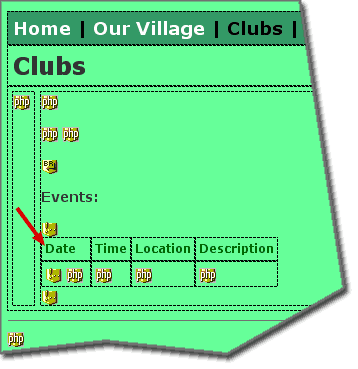 Home | Our Village | Clubs |
Clubs
php php
php php
BR
Events:
Date Time Location Description
php php php php
php